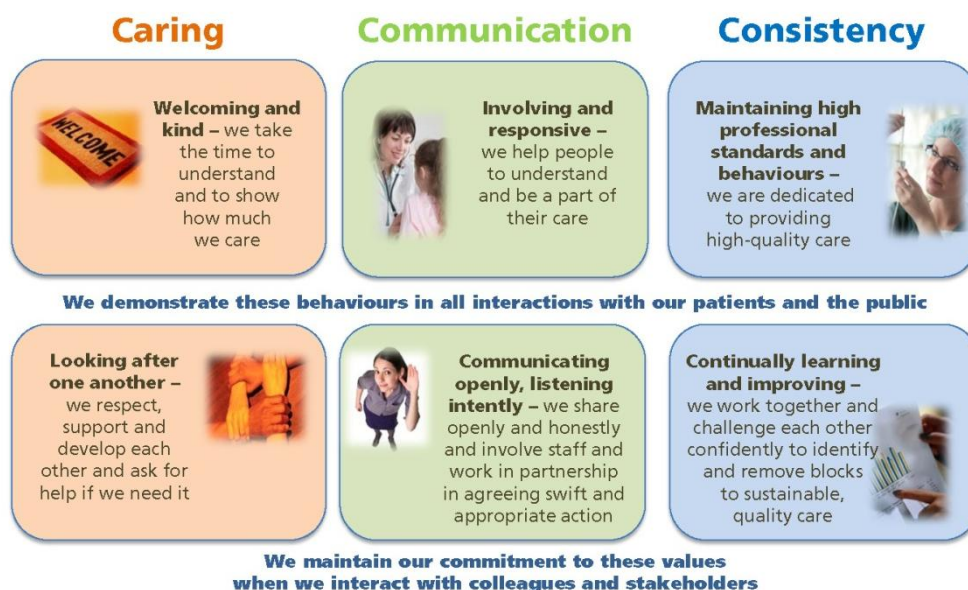 Caring
Communication
Consistency
WELCOME
Welcoming and
kind – we take
the time to
understand
and to show
how much
we care
Involving and
responsive –
we help people
to understand
and be a part of
their care
Maintaining high
professional
standards and
behaviours –
we are dedicated
to providing
high-quality care
We demonstrate these behaviours in all interactions with our patients and the public
Looking after
one another –
we respect,
support and
develop each
other and ask for
help if we need it
Communicating
openly, listening
intently – we share
openly and honestly
and involve staff and
work in partnership
in agreeing swift and
appropriate action
Continually learning
and improving –
we work together and
challenge each other
confidently to identify
and remove blocks
to sustainable,
quality care
We maintain our commitment to these values
when we interact with colleagues and stakeholders